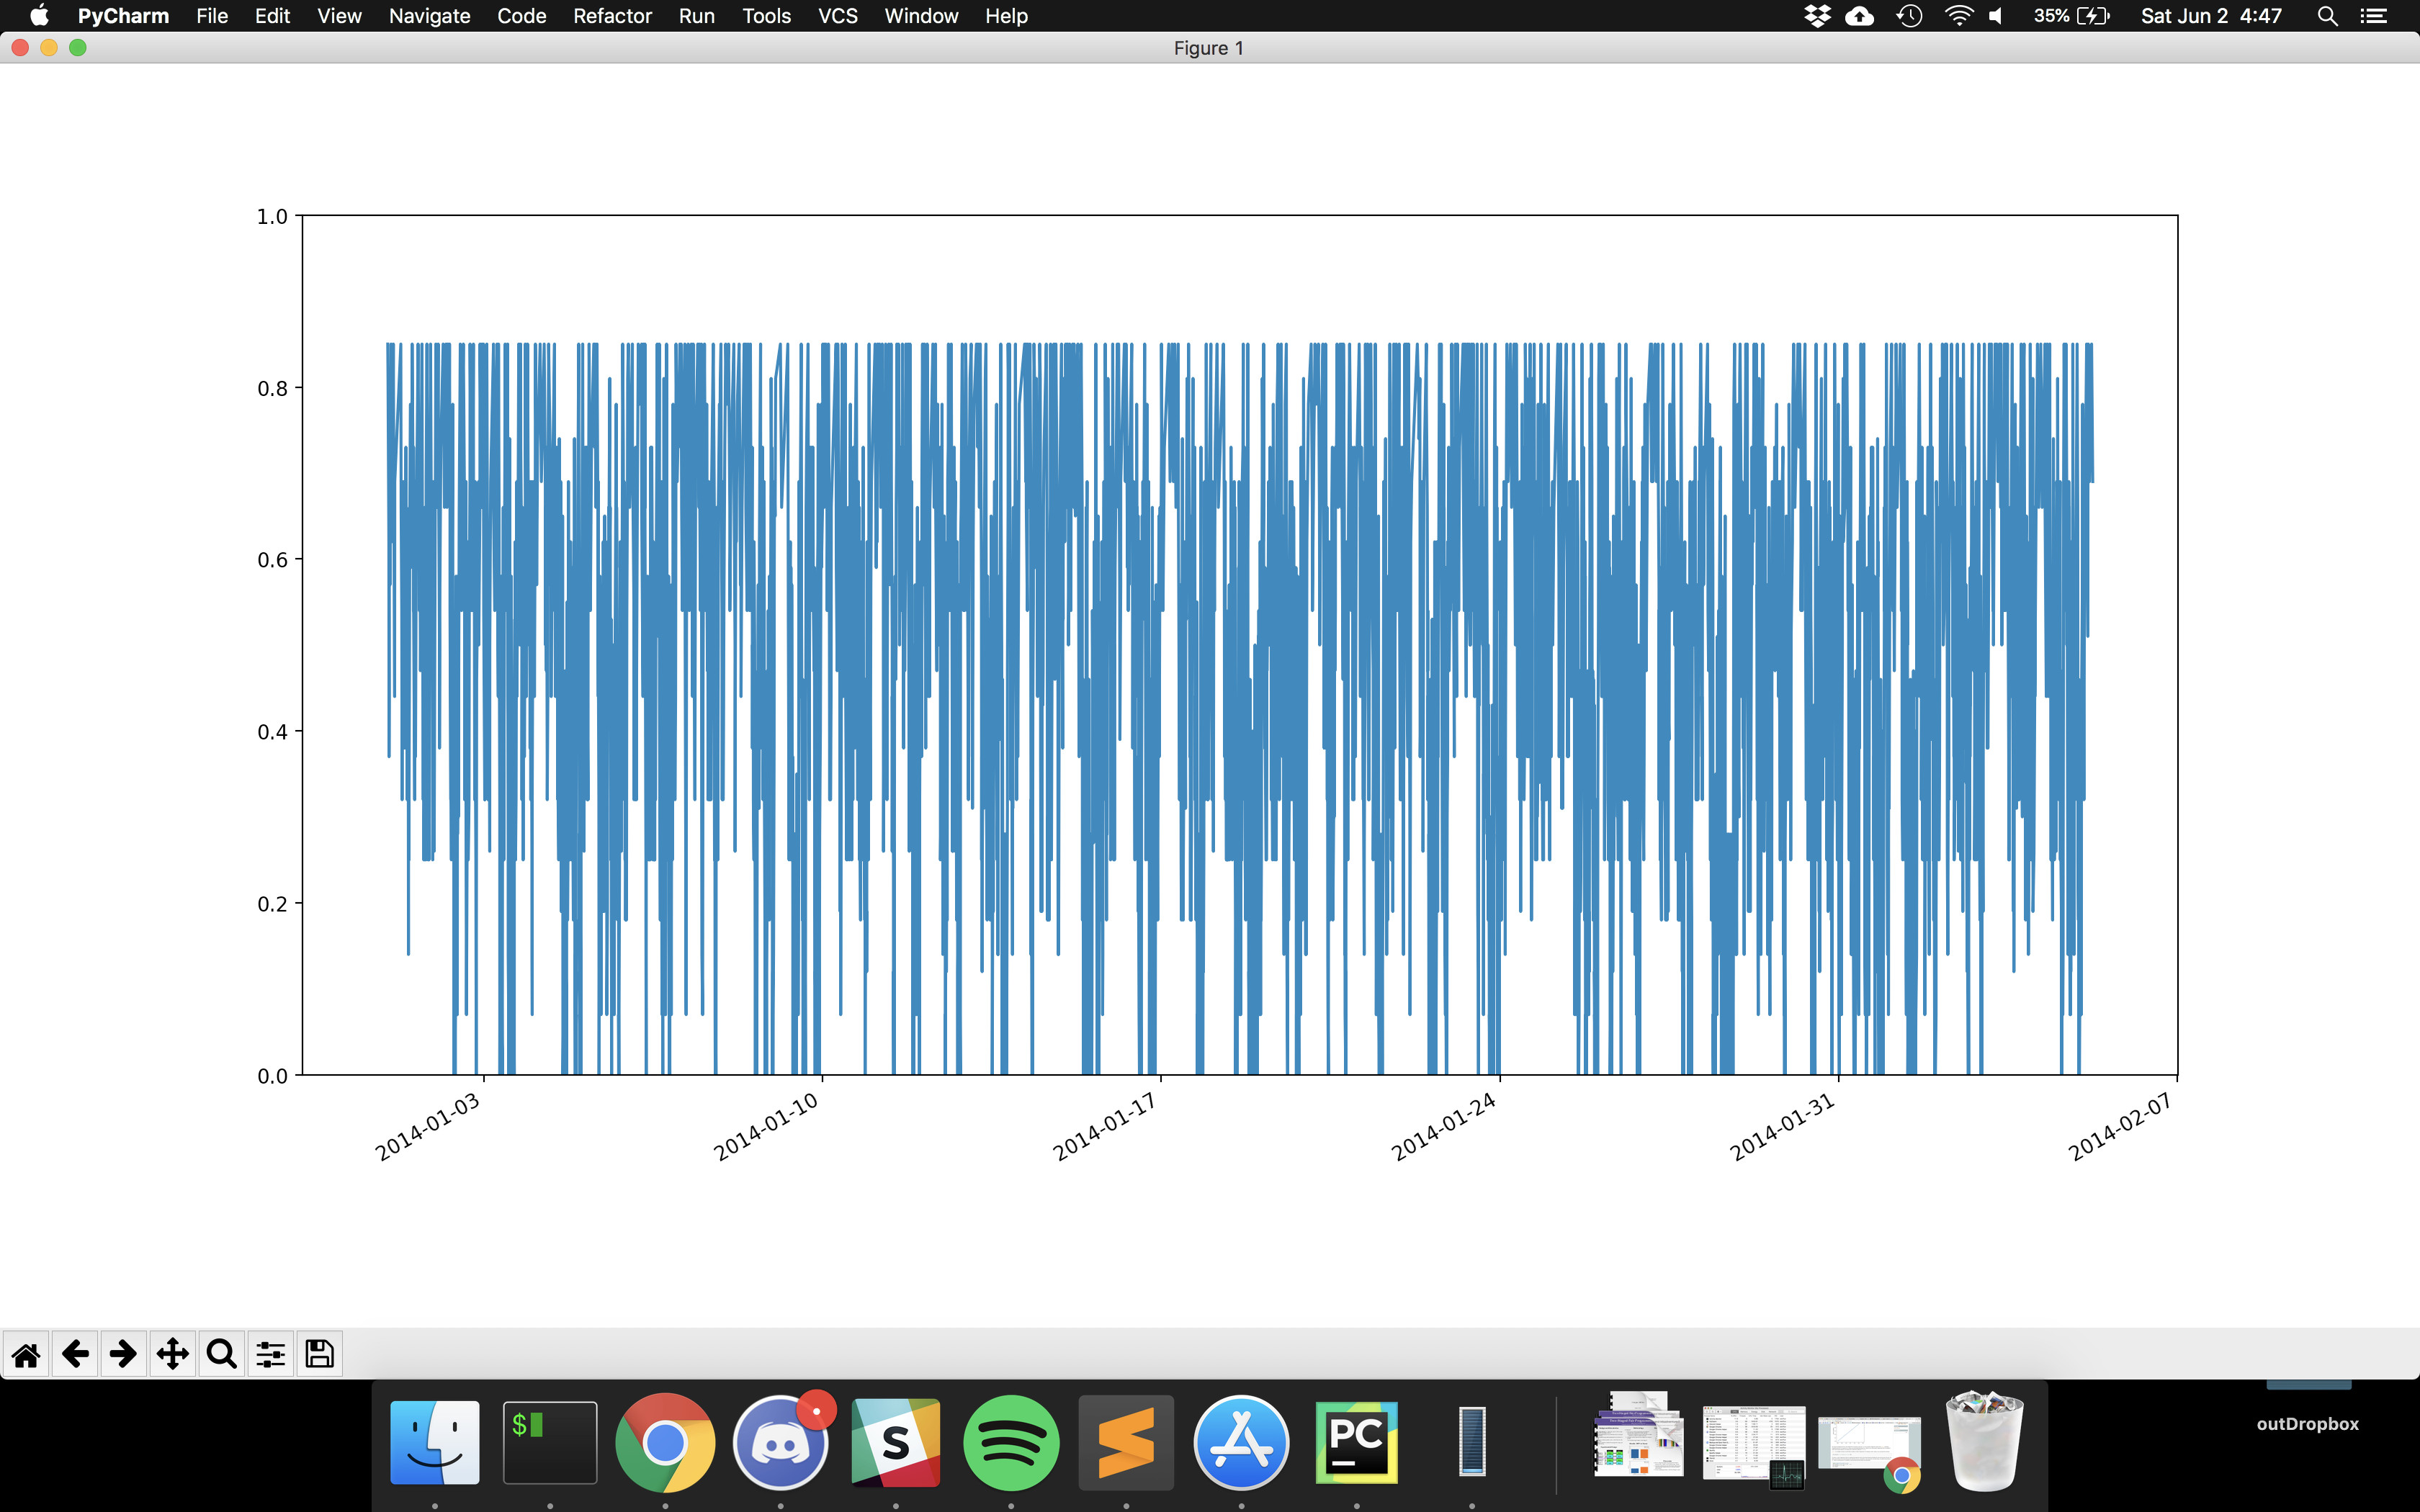 PyCharm File Edit View Navigate Code Refactor Run Tools VCS Window Help 35% Sat Jun 2 4:47
Figure 1
1.0
0.8
0.6
0.4
0.2
0.0
2014-01-03 2014-01-10 2014-01-17 2014-01-24 2014-01-31 2014-02-07
$
S
PC
outDropbox